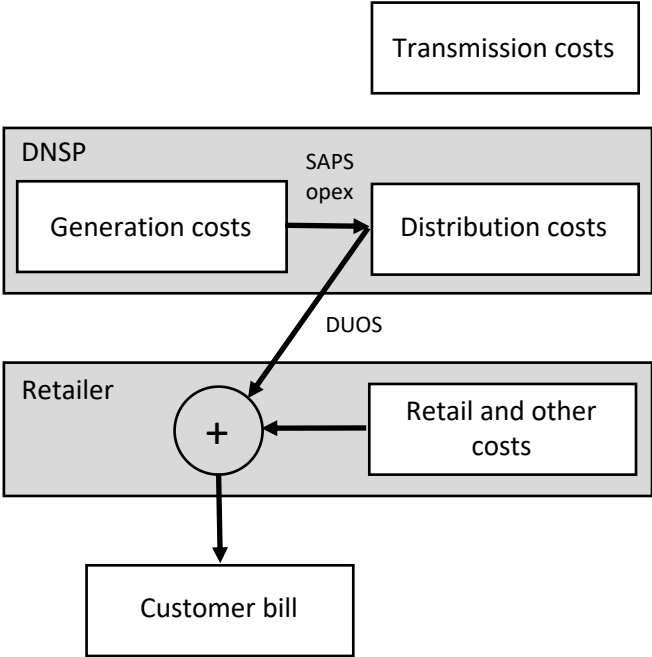 Transmission costs
DNSP
SAPS
opex
Generation costs
Distribution costs
DUOS
Retailer
+
Retail and other
costs
Customer bill